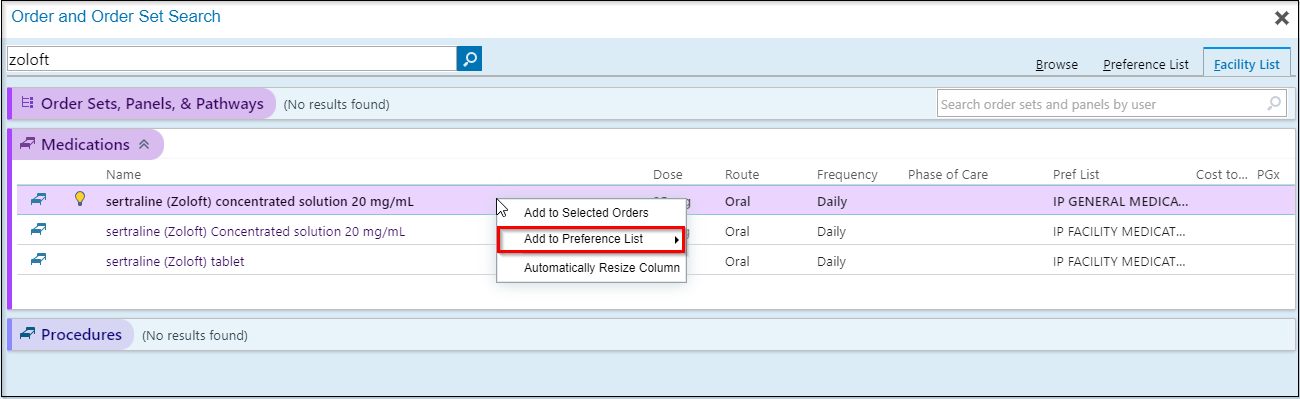 Order and Order Set Search
zoloft
Browse Preference List Facility List
Order Sets, Panels, & Pathways (No results found) Search order sets and panels by user
Medications
Name Dose Route Frequency Phase of Care Pref List Cost to... PGx
sertraline (Zoloft) concentrated solution 20 mg/mL Oral Daily IP GENERAL MEDICA...
Add to Selected Orders
sertraline (Zoloft) Concentrated solution 20 mg/mL Oral Daily IP FACILITY MEDICAT...
Add to Preference List
sertraline (Zoloft) tablet Oral Daily IP FACILITY MEDICAT...
Automatically Resize Column
Procedures (No results found)